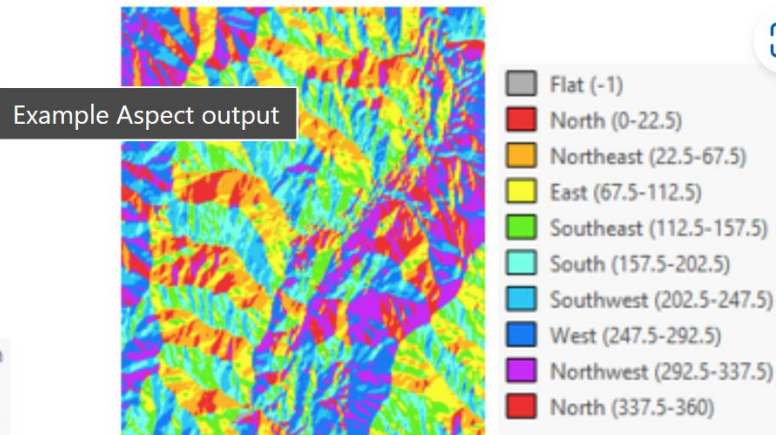 Example Aspect output
Flat (-1)
North (0-22.5)
Northeast (22.5-67.5)
East (67.5-112.5)
Southeast (112.5-157.5)
South (157.5-202.5)
Southwest (202.5-247.5)
West (247.5-292.5)
Northwest (292.5-337.5)
North (337.5-360)